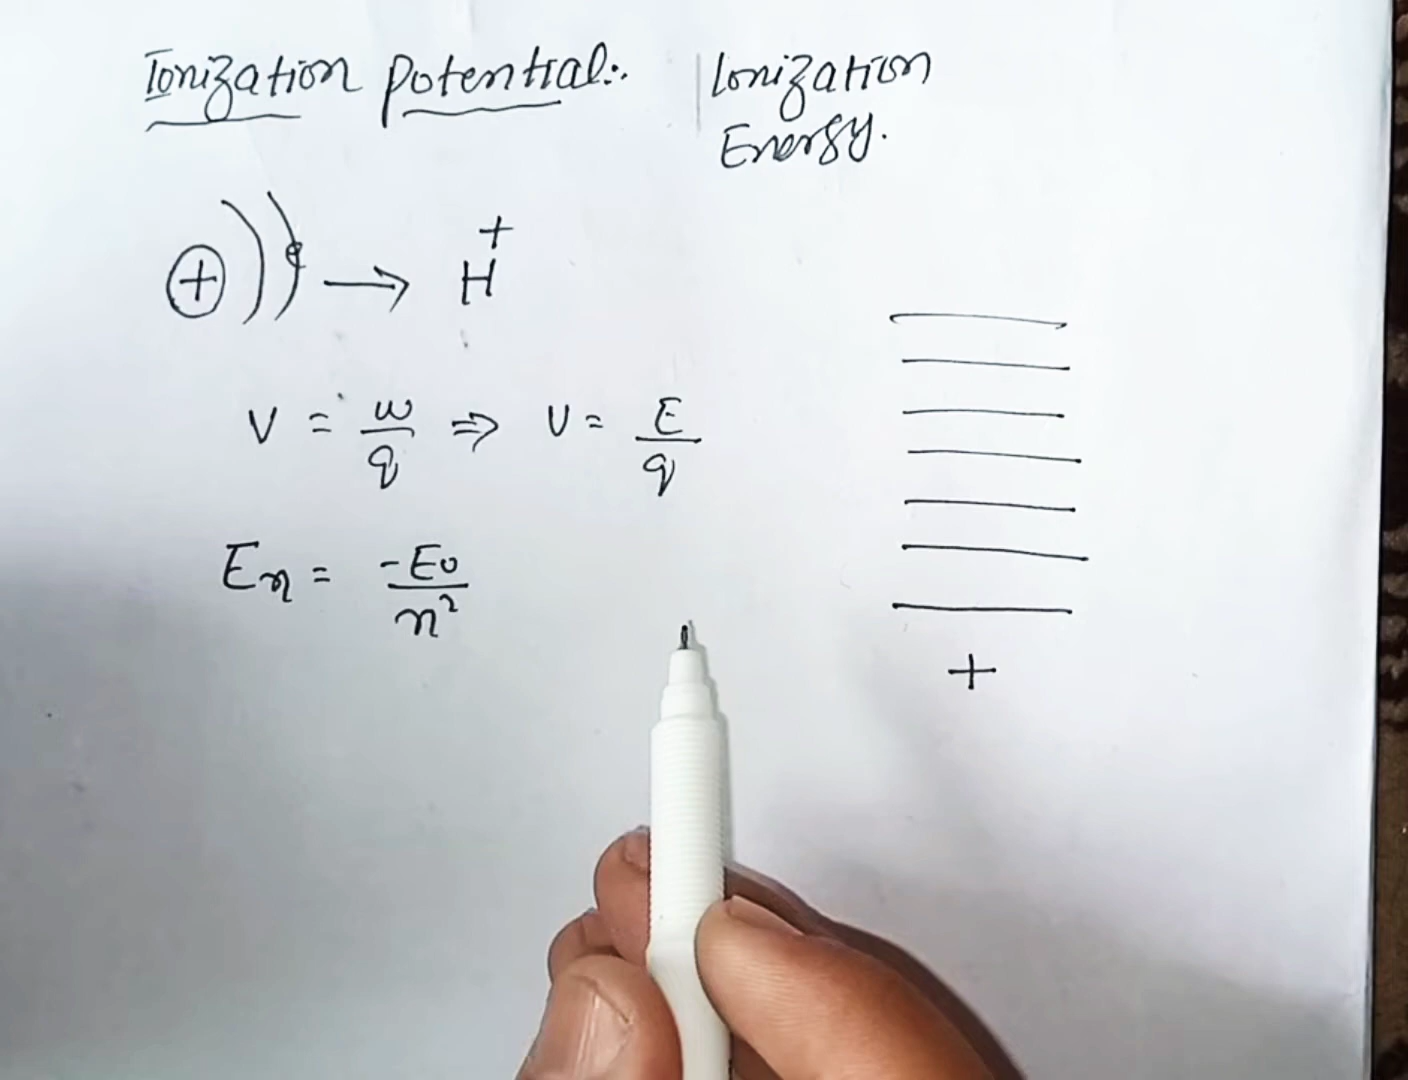 Ionization Potential:.
Ionization
Energy.
+ e → H⁺
V = w/q ⇒ V = E/q
Eₙ = -E₀/n²
+